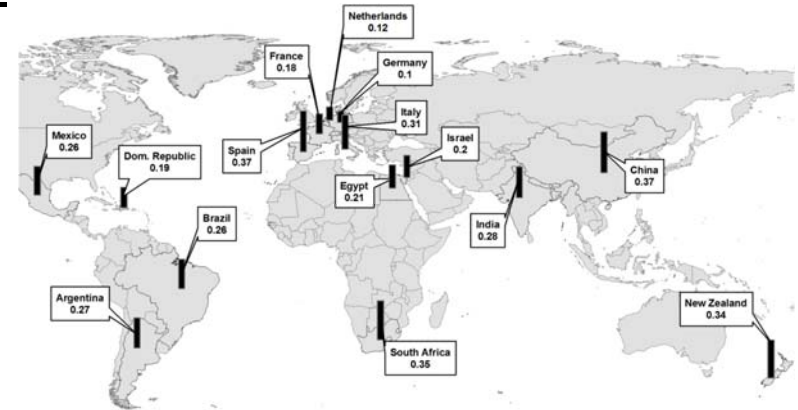 Netherlands
0.12
France
0.18
Germany
0.1
Italy
0.31
Spain
0.37
Mexico
0.26
Dom. Republic
0.19
Israel
0.2
Egypt
0.21
China
0.37
India
0.28
Brazil
0.26
Argentina
0.27
New Zealand
0.34
South Africa
0.35